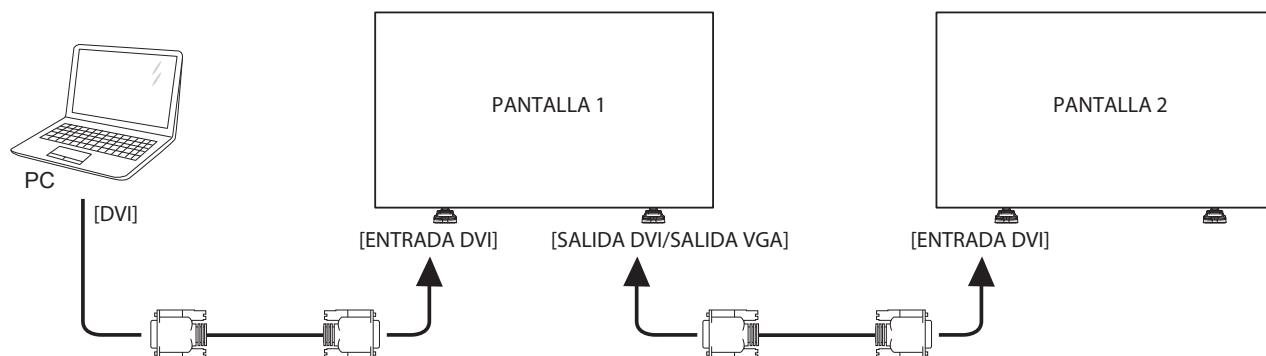 PANTALLA 1
PANTALLA 2
PC
[DVI]
[ENTRADA DVI]
[SALIDA DVI/SALIDA VGA]
[ENTRADA DVI]